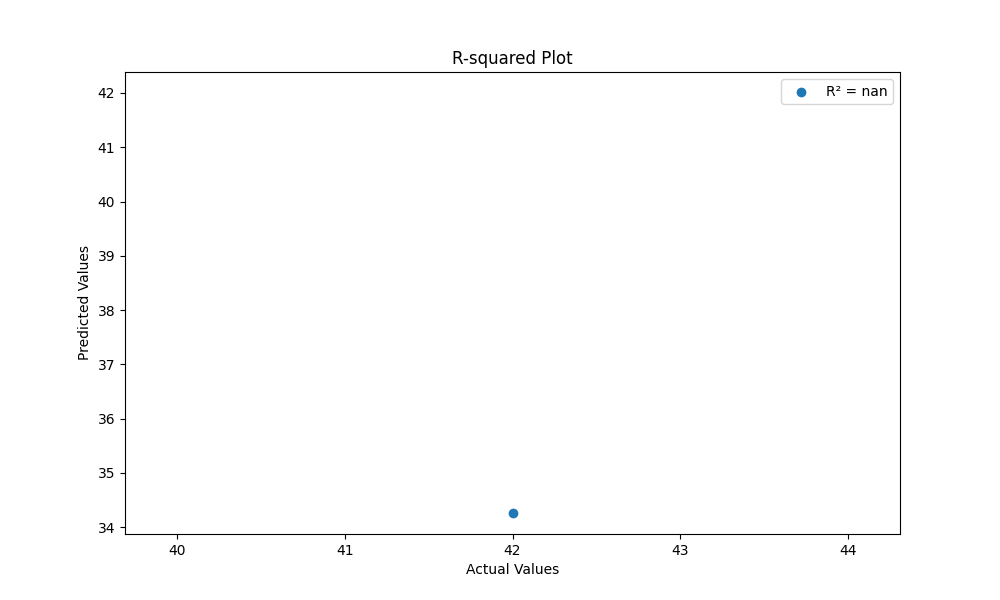 R-squared Plot
R² = nan
42
41
40
39
38
37
36
35
34
Predicted Values
40 41 42 43 44
Actual Values